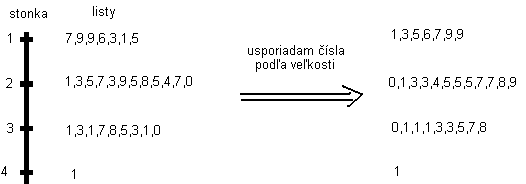 stonka listy
1 7,9,9,6,3,1,5
2 1,3,5,7,3,9,5,8,5,4,7,0
3 1,3,1,7,8,5,3,1,0
4 1
usporiadam čísla
podľa veľkosti
1,3,5,6,7,9,9
0,1,3,3,4,5,5,5,7,7,8,9
0,1,1,1,3,3,5,7,8
1